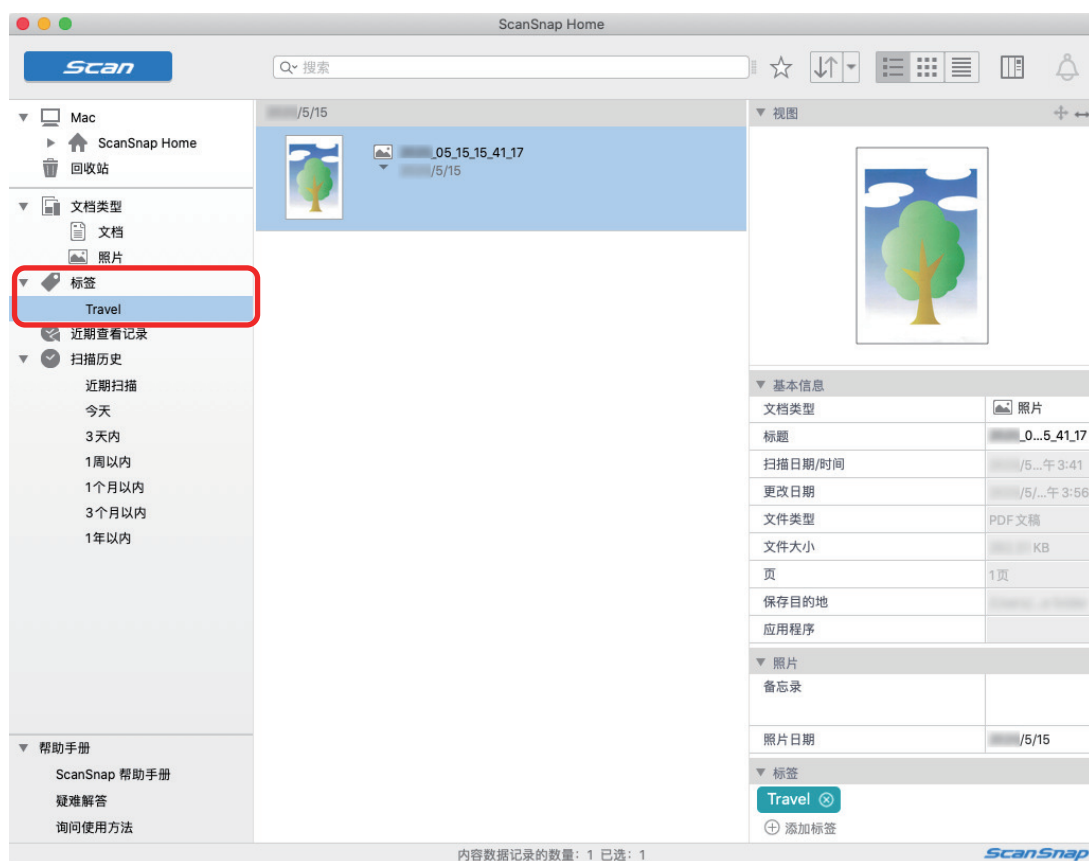 ScanSnap Home
Scan
搜索
Mac
ScanSnap Home
回收站
文档类型
文档
照片
标签
Travel
近期查看记录
扫描历史
近期扫描
今天
3天内
1周以内
1个月以内
3个月以内
1年以内
帮助手册
ScanSnap 帮助手册
疑难解答
询问使用方法
/5/15
_05_15_15_41_17
/5/15
视图
基本信息
文档类型 照片
标题 _0...5_41_17
扫描日期/时间 /5...午 3:41
更改日期 /5/...午 3:56
文件类型 PDF 文稿
文件大小 KB
页 1页
保存目的地
应用程序
照片
备忘录
照片日期 /5/15
标签
Travel
添加标签
内容数据记录的数量: 1 已选: 1
ScanSnap